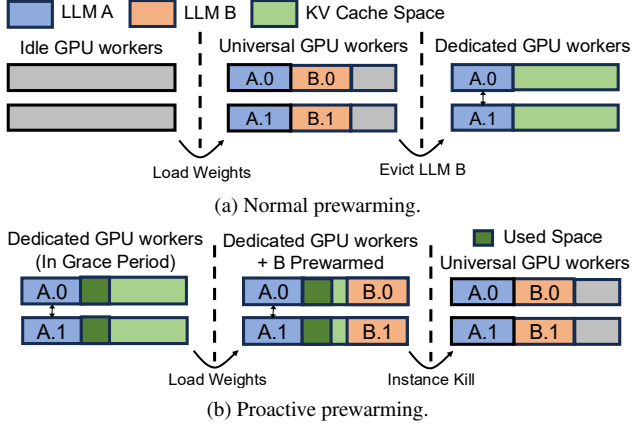 LLM A LLM B KV Cache Space
Idle GPU workers Universal GPU workers Dedicated GPU workers
A.0 B.0 A.0
A.1 B.1 A.1
Load Weights Evict LLM B
(a) Normal prewarming.
Dedicated GPU workers Dedicated GPU workers Used Space
(In Grace Period) + B Prewarmed Universal GPU workers
A.0 A.0 B.0 A.0 B.0
A.1 A.1 B.1 A.1 B.1
Load Weights Instance Kill
(b) Proactive prewarming.